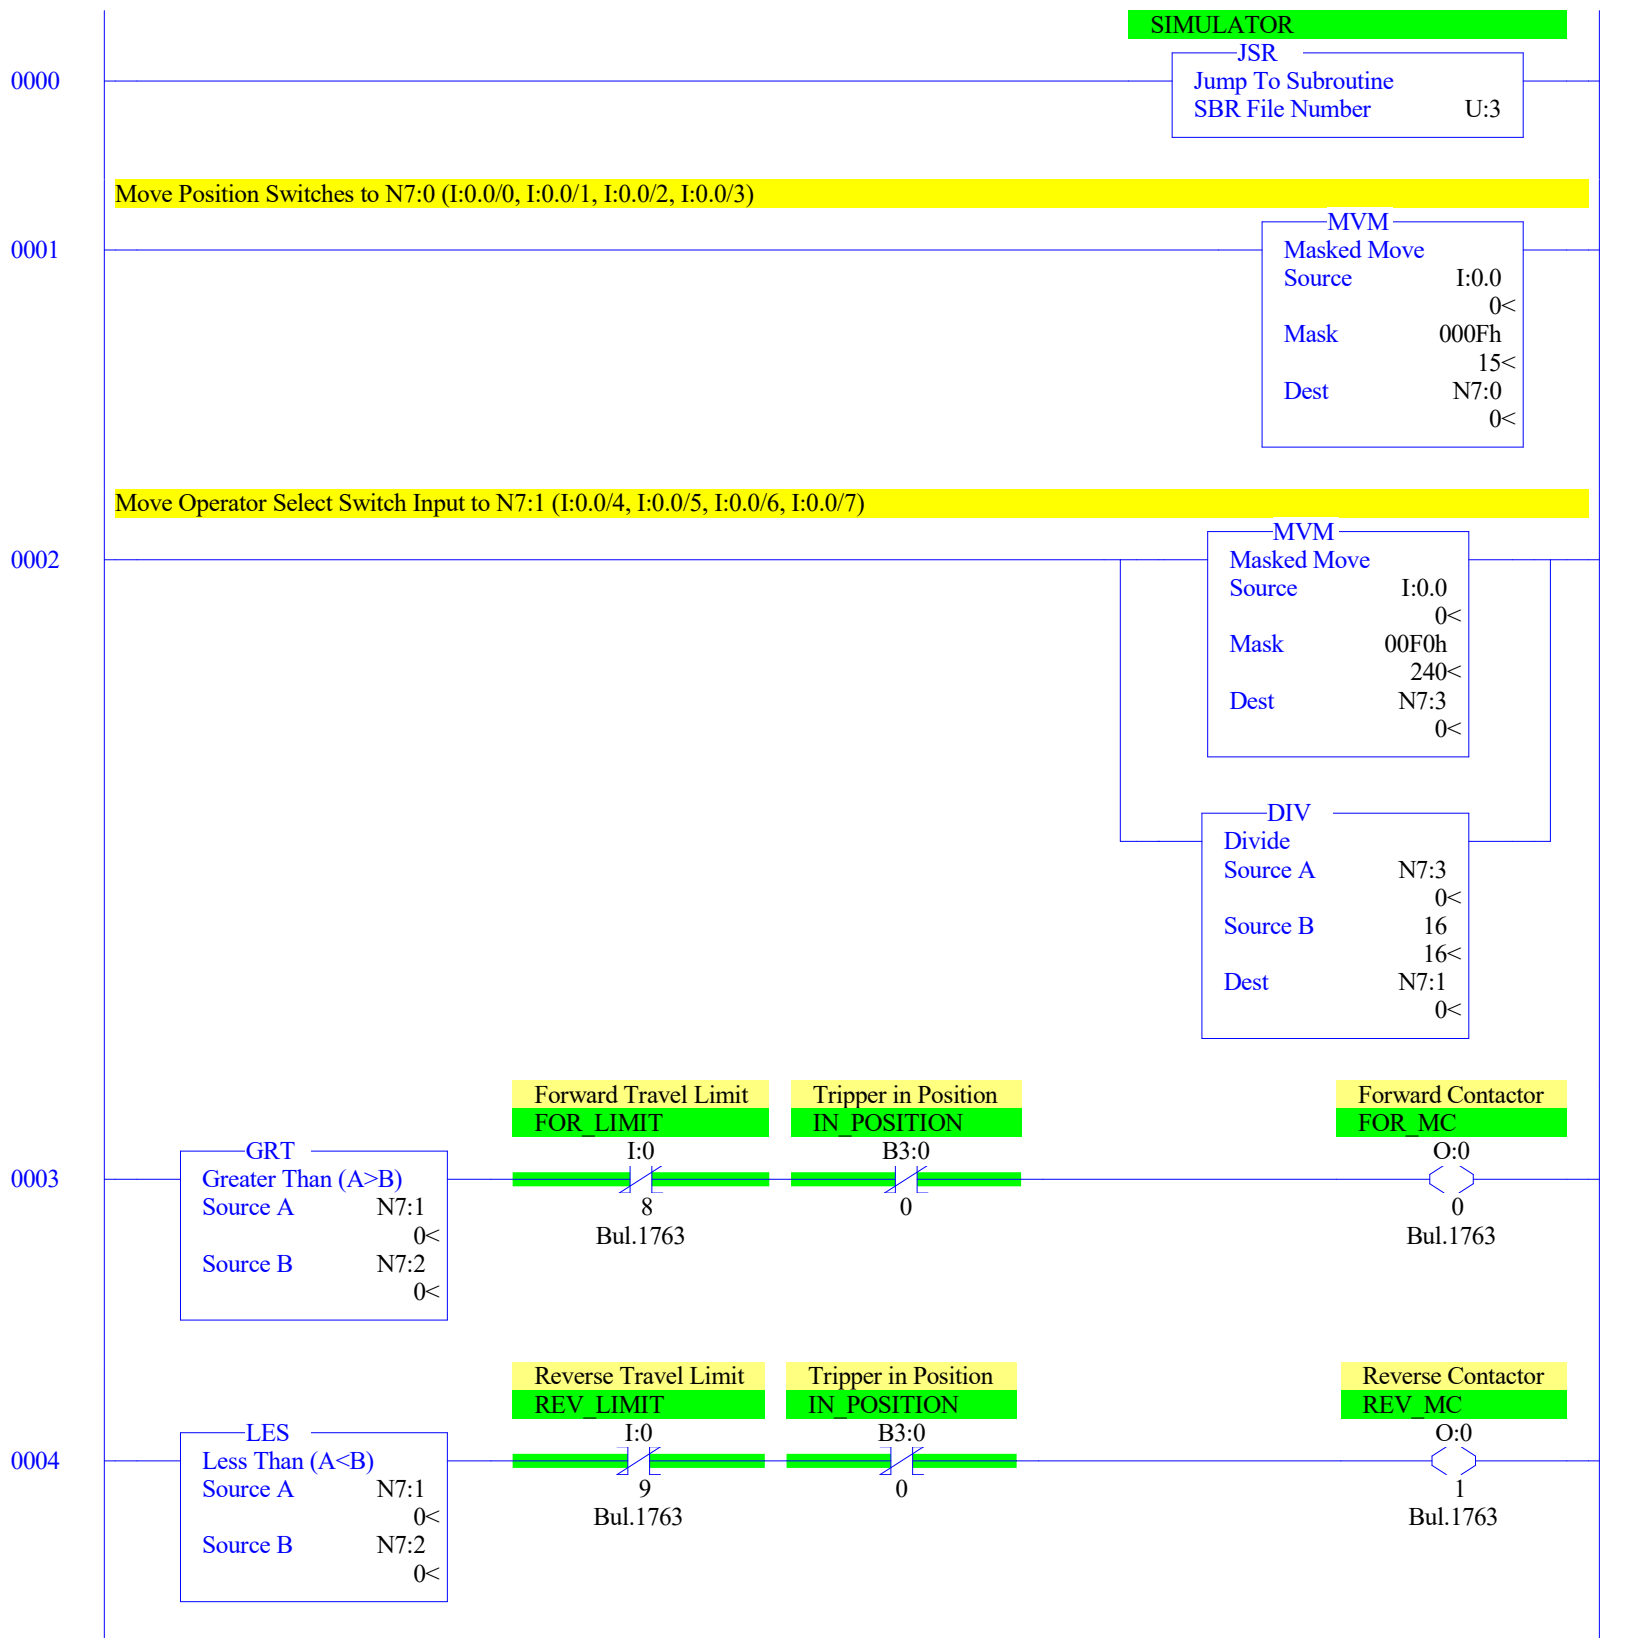 SIMULATOR
JSR
0000
Jump To Subroutine
SBR File Number U:3
Move Position Switches to N7:0 (I:0.0/0, I:0.0/1, I:0.0/2, I:0.0/3)
MVM
0001
Masked Move
Source I:0.0
0<
Mask 000Fh
15<
Dest N7:0
0<
Move Operator Select Switch Input to N7:1 (I:0.0/4, I:0.0/5, I:0.0/6, I:0.0/7)
MVM
0002
Masked Move
Source I:0.0
0<
Mask 00F0h
240<
Dest N7:3
0<
DIV
Divide
Source A N7:3
0<
Source B 16
16<
Dest N7:1
0<
Forward Travel Limit Tripper in Position Forward Contactor
FOR_LIMIT IN_POSITION FOR_MC
GRT I:0 B3:0 O:0
0003 Greater Than (A>B)
Source A N7:1 8 0 0
0< Bul.1763 Bul.1763
Source B N7:2
0<
Reverse Travel Limit Tripper in Position Reverse Contactor
REV_LIMIT IN_POSITION REV_MC
LES I:0 B3:0 O:0
0004 Less Than (A<B)
Source A N7:1 9 0 1
0< Bul.1763 Bul.1763
Source B N7:2
0<